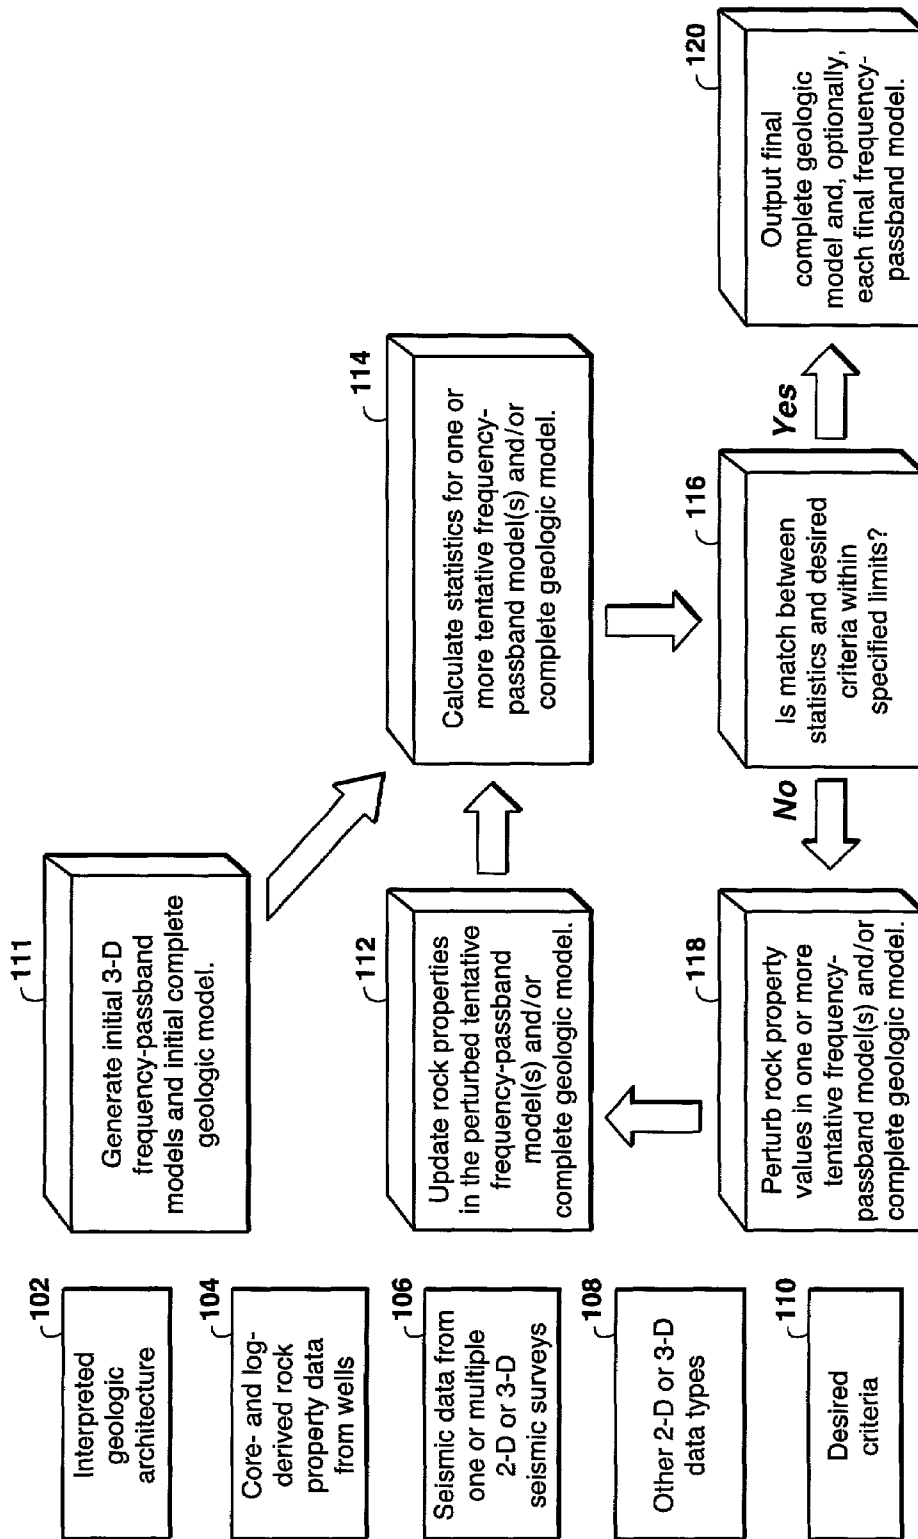 102
Interpreted
geologic
architecture
104
Core- and log-
derived rock
property data
from wells
106
Seismic data from
one or multiple
2-D or 3-D
seismic surveys
108
Other 2-D or 3-D
data types
110
Desired
criteria
111
Generate initial 3-D
frequency-passband
models and initial complete
geologic model.
112
Update rock properties
in the perturbed tentative
frequency-passband
model(s) and/or
complete geologic model.
118
Perturb rock property
values in one or more
tentative frequency-
passband model(s) and/or
complete geologic model.
114
Calculate statistics for one or
more tentative frequency-
passband model(s) and/or
complete geologic model.
No
116
Is match between
statistics and desired
criteria within
specified limits?
Yes
120
Output final
complete geologic
model and, optionally,
each final frequency-
passband model.